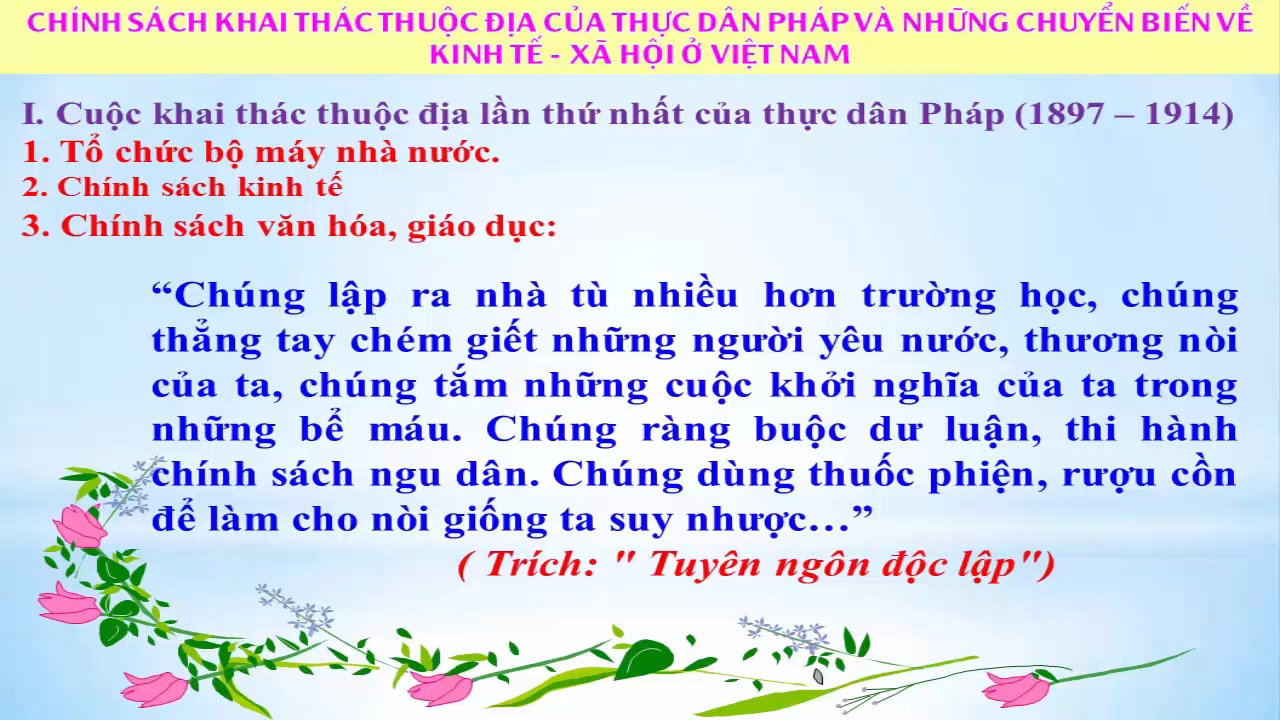 CHÍNH SÁCH KHAI THÁC THUỘC ĐỊA CỦA THỰC DÂN PHÁP VÀ NHỮNG CHUYỂN BIẾN VỀ
KINH TẾ - XÃ HỘI Ở VIỆT NAM
I. Cuộc khai thác thuộc địa lần thứ nhất của thực dân Pháp (1897 – 1914)
1. Tổ chức bộ máy nhà nước.
2. Chính sách kinh tế
3. Chính sách văn hóa, giáo dục:
“Chúng lập ra nhà tù nhiều hơn trường học, chúng
thẳng tay chém giết những người yêu nước, thương nòi
của ta, chúng tắm những cuộc khởi nghĩa của ta trong
những bể máu. Chúng ràng buộc dư luận, thi hành
chính sách ngu dân. Chúng dùng thuốc phiện, rượu cồn
để làm cho nòi giống ta suy nhược…”
( Trích: " Tuyên ngôn độc lập")